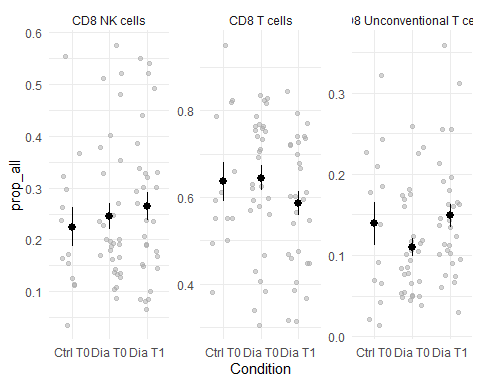 CD8 NK cells
CD8 T cells
08 Unconventional T ce
prop_all
0.6
0.5
0.4
0.3
0.2
0.1
0.8
0.6
0.4
0.3
0.2
0.1
0.0
Ctrl T0 Dia T0 Dia T1
Ctrl T0 Dia T0 Dia T1
Ctrl T0 Dia T0 Dia T1
Condition